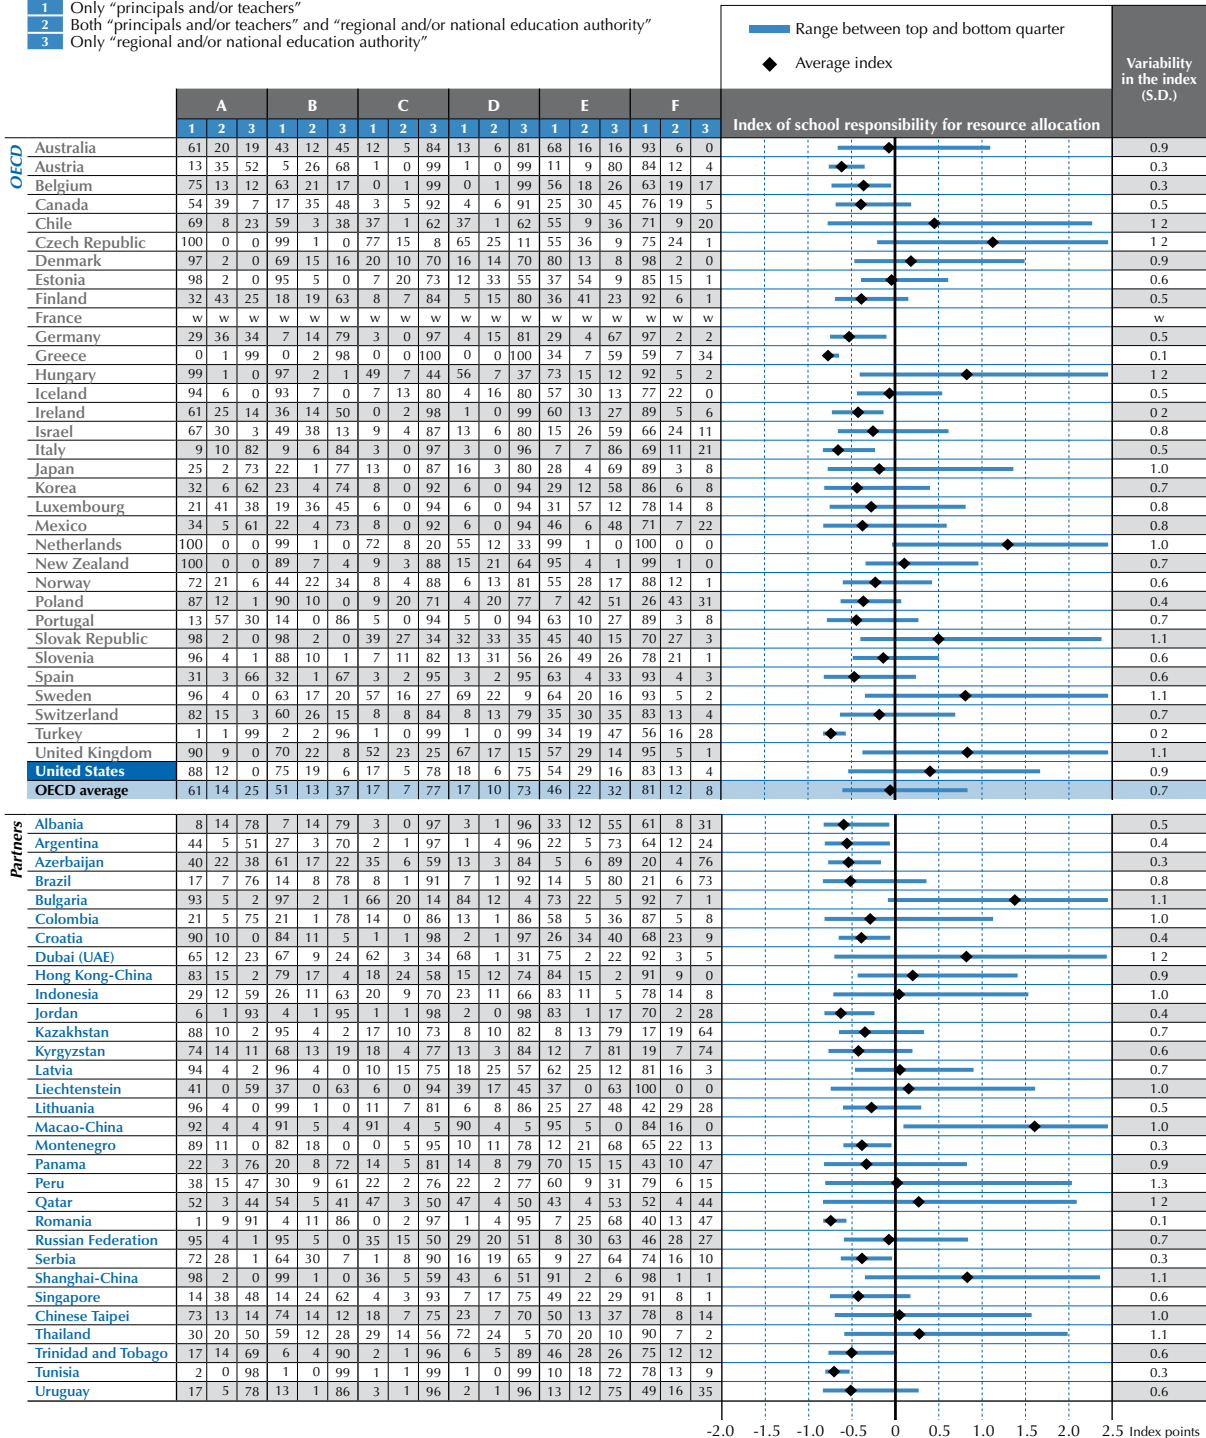 1 Only “principals and/or teachers”
2 Both “principals and/or teachers” and “regional and/or national education authority”
3 Only “regional and/or national education authority”
Range between top and bottom quarter
Average index
Variability in the index (S.D.)
A B C D E F
1 2 3 1 2 3 1 2 3 1 2 3 1 2 3 1 2 3 Index of school responsibility for resource allocation
OECD
Australia 61 20 19 43 12 45 12 5 84 13 6 81 68 16 16 93 6 0 0.9
Austria 13 35 52 5 26 68 1 0 99 1 0 99 11 9 80 84 12 4 0.3
Belgium 75 13 12 63 21 17 0 1 99 0 1 99 56 18 26 63 19 17 0.3
Canada 54 39 7 17 35 48 3 5 92 4 6 91 25 30 45 76 19 5 0.5
Chile 69 8 23 59 3 38 37 1 62 37 1 62 55 9 36 71 9 20 1 2
Czech Republic 100 0 0 99 1 0 77 15 8 65 25 11 55 36 9 75 24 1 1 2
Denmark 97 2 0 69 15 16 20 10 70 16 14 70 80 13 8 98 2 0 0.9
Estonia 98 2 0 95 5 0 7 20 73 12 33 55 37 54 9 85 15 1 0.6
Finland 32 43 25 18 19 63 8 7 84 5 15 80 36 41 23 92 6 1 0.5
France w w w w w w w w w w w w w w w w w w w
Germany 29 36 34 7 14 79 3 0 97 4 15 81 29 4 67 97 2 2 0.5
Greece 0 1 99 0 2 98 0 0 100 0 0 100 34 7 59 59 7 34 0.1
Hungary 99 1 0 97 2 1 49 7 44 56 7 37 73 15 12 92 5 2 1 2
Iceland 94 6 0 93 7 0 7 13 80 4 16 80 57 30 13 77 22 0 0.5
Ireland 61 25 14 36 14 50 0 2 98 1 0 99 60 13 27 89 5 6 0 2
Israel 67 30 3 49 38 13 9 4 87 13 6 80 15 26 59 66 24 11 0.8
Italy 9 10 82 9 6 84 3 0 97 3 0 96 7 7 86 69 11 21 0.5
Japan 25 2 73 22 1 77 13 0 87 16 3 80 28 4 69 89 3 8 1.0
Korea 32 6 62 23 4 74 8 0 92 6 0 94 29 12 58 86 6 8 0.7
Luxembourg 21 41 38 19 36 45 6 0 94 6 0 94 31 57 12 78 14 8 0.8
Mexico 34 5 61 22 4 73 8 0 92 6 0 94 46 6 48 71 7 22 0.8
Netherlands 100 0 0 99 1 0 72 8 20 55 12 33 99 1 0 100 0 0 1.0
New Zealand 100 0 0 89 7 4 9 3 88 15 21 64 95 4 1 99 1 0 0.7
Norway 72 21 6 44 22 34 8 4 88 6 13 81 55 28 17 88 12 1 0.6
Poland 87 12 1 90 10 0 9 20 71 4 20 77 7 42 51 26 43 31 0.4
Portugal 13 57 30 14 0 86 5 0 94 5 0 94 63 10 27 89 3 8 0.7
Slovak Republic 98 2 0 98 2 0 39 27 34 32 33 35 45 40 15 70 27 3 1.1
Slovenia 96 4 1 88 10 1 7 11 82 13 31 56 26 49 26 78 21 1 0.6
Spain 31 3 66 32 1 67 3 2 95 3 2 95 63 4 33 93 4 3 0.6
Sweden 96 4 0 63 17 20 57 16 27 69 22 9 64 20 16 93 5 2 1.1
Switzerland 82 15 3 60 26 15 8 8 84 8 13 79 35 30 35 83 13 4 0.7
Turkey 1 1 99 2 2 96 1 0 99 1 0 99 34 19 47 56 16 28 0 2
United Kingdom 90 9 0 70 22 8 52 23 25 67 17 15 57 29 14 95 5 1 1.1
United States 88 12 0 75 19 6 17 5 78 18 6 75 54 29 16 83 13 4 0.9
OECD average 61 14 25 51 13 37 17 7 77 17 10 73 46 22 32 81 12 8 0.7
Partners
Albania 8 14 78 7 14 79 3 0 97 3 1 96 33 12 55 61 8 31 0.5
Argentina 44 5 51 27 3 70 2 1 97 1 4 96 22 5 73 64 12 24 0.4
Azerbaijan 40 22 38 61 17 22 35 6 59 13 3 84 5 6 89 20 4 76 0.3
Brazil 17 7 76 14 8 78 8 1 91 7 1 92 14 5 80 21 6 73 0.8
Bulgaria 93 5 2 97 2 1 66 20 14 84 12 4 73 22 5 92 7 1 1.1
Colombia 21 5 75 21 1 78 14 0 86 13 1 86 58 5 36 87 5 8 1.0
Croatia 90 10 0 84 11 5 1 1 98 2 1 97 26 34 40 68 23 9 0.4
Dubai (UAE) 65 12 23 67 9 24 62 3 34 68 1 31 75 2 22 92 3 5 1 2
Hong Kong-China 83 15 2 79 17 4 18 24 58 15 12 74 84 15 2 91 9 0 0.9
Indonesia 29 12 59 26 11 63 20 9 70 23 11 66 83 11 5 78 14 8 1.0
Jordan 6 1 93 4 1 95 1 1 98 2 0 98 83 1 17 70 2 28 0.4
Kazakhstan 88 10 2 95 4 2 17 10 73 8 10 82 8 13 79 17 19 64 0.7
Kyrgyzstan 74 14 11 68 13 19 18 4 77 13 3 84 12 7 81 19 7 74 0.6
Latvia 94 4 2 96 4 0 10 15 75 18 25 57 62 25 12 81 16 3 0.7
Liechtenstein 41 0 59 37 0 63 6 0 94 39 17 45 37 0 63 100 0 0 1.0
Lithuania 96 4 0 99 1 0 11 7 81 6 8 86 25 27 48 42 29 28 0.5
Macao-China 92 4 4 91 5 4 91 4 5 90 4 5 95 5 0 84 16 0 1.0
Montenegro 89 11 0 82 18 0 0 5 95 10 11 78 12 21 68 65 22 13 0.3
Panama 22 3 76 20 8 72 14 5 81 14 8 79 70 15 15 43 10 47 0.9
Peru 38 15 47 30 9 61 22 2 76 22 2 77 60 9 31 79 6 15 1.3
Qatar 52 3 44 54 5 41 47 3 50 47 4 50 43 4 53 52 4 44 1 2
Romania 1 9 91 4 11 86 0 2 97 1 4 95 7 25 68 40 13 47 0.1
Russian Federation 95 4 1 95 5 0 35 15 50 29 20 51 8 30 63 46 28 27 0.7
Serbia 72 28 1 64 30 7 1 8 90 16 19 65 9 27 64 74 16 10 0.3
Shanghai-China 98 2 0 99 1 0 36 5 59 43 6 51 91 2 6 98 1 1 1.1
Singapore 14 38 48 14 24 62 4 3 93 7 17 75 49 22 29 91 8 1 0.6
Chinese Taipei 73 13 14 74 14 12 18 7 75 23 7 70 50 13 37 78 8 14 1.0
Thailand 30 20 50 59 12 28 29 14 56 72 24 5 70 20 10 90 7 2 1.1
Trinidad and Tobago 17 14 69 6 4 90 2 1 96 6 5 89 46 28 26 75 12 12 0.6
Tunisia 2 0 98 1 0 99 1 1 99 1 0 99 10 18 72 78 13 9 0.3
Uruguay 17 5 78 13 1 86 3 1 96 2 1 96 13 12 75 49 16 35 0.6
-2.0 -1.5 -1.0 -0.5 0 0.5 1.0 1.5 2.0 2.5 Index points